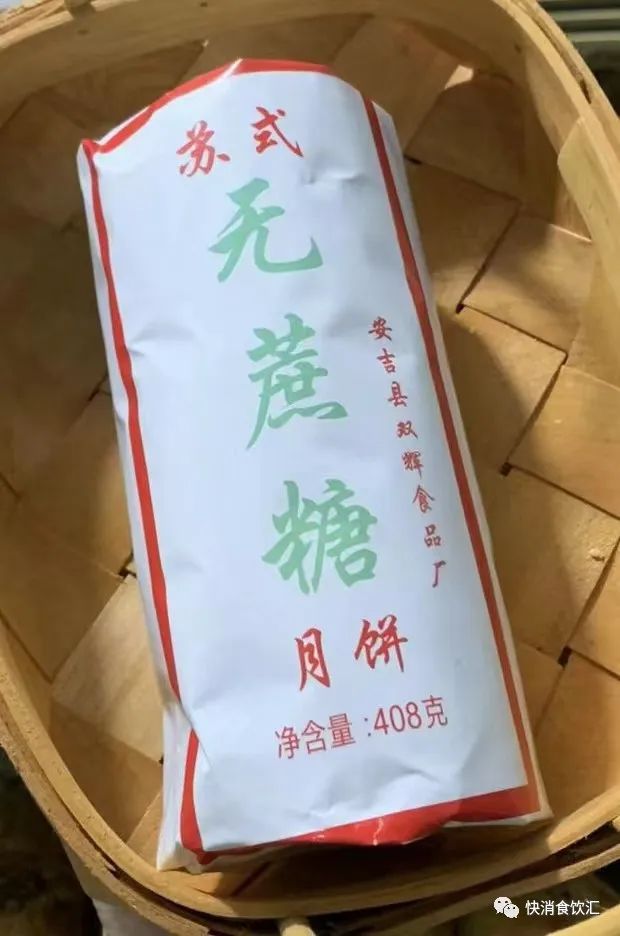 苏式
无蔗糖
月饼
安吉县双辉食品厂
净含量:408克
快消食饮汇